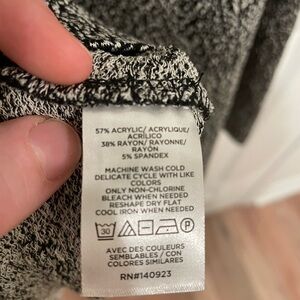 57% ACRYLIC/ ACRYLIQUE/
ACRÍLICO
38% RAYON/ RAYONNE/
RAYÓN
5% SPANDEX
MACHINE WASH COLD
DELICATE CYCLE WITH LIKE
COLORS
ONLY NON-CHLORINE
BLEACH WHEN NEEDED
RESHAPE DRY FLAT
COOL IRON WHEN NEEDED
30 P
AVEC DES COULEURS
SEMBLABLES / CON
COLORES SIMILARES
RN#140923